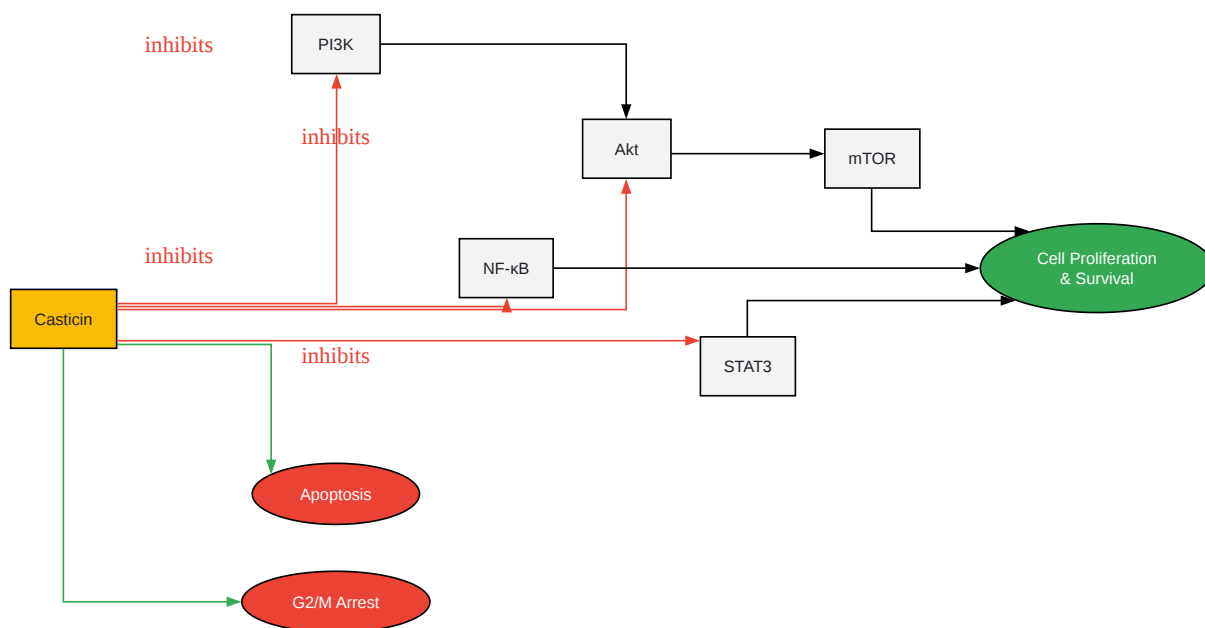 inhibits
PI3K
inhibits
Akt
mTOR
inhibits
NF-κB
Cell Proliferation
& Survival
Casticin
inhibits
STAT3
Apoptosis
G2/M Arrest